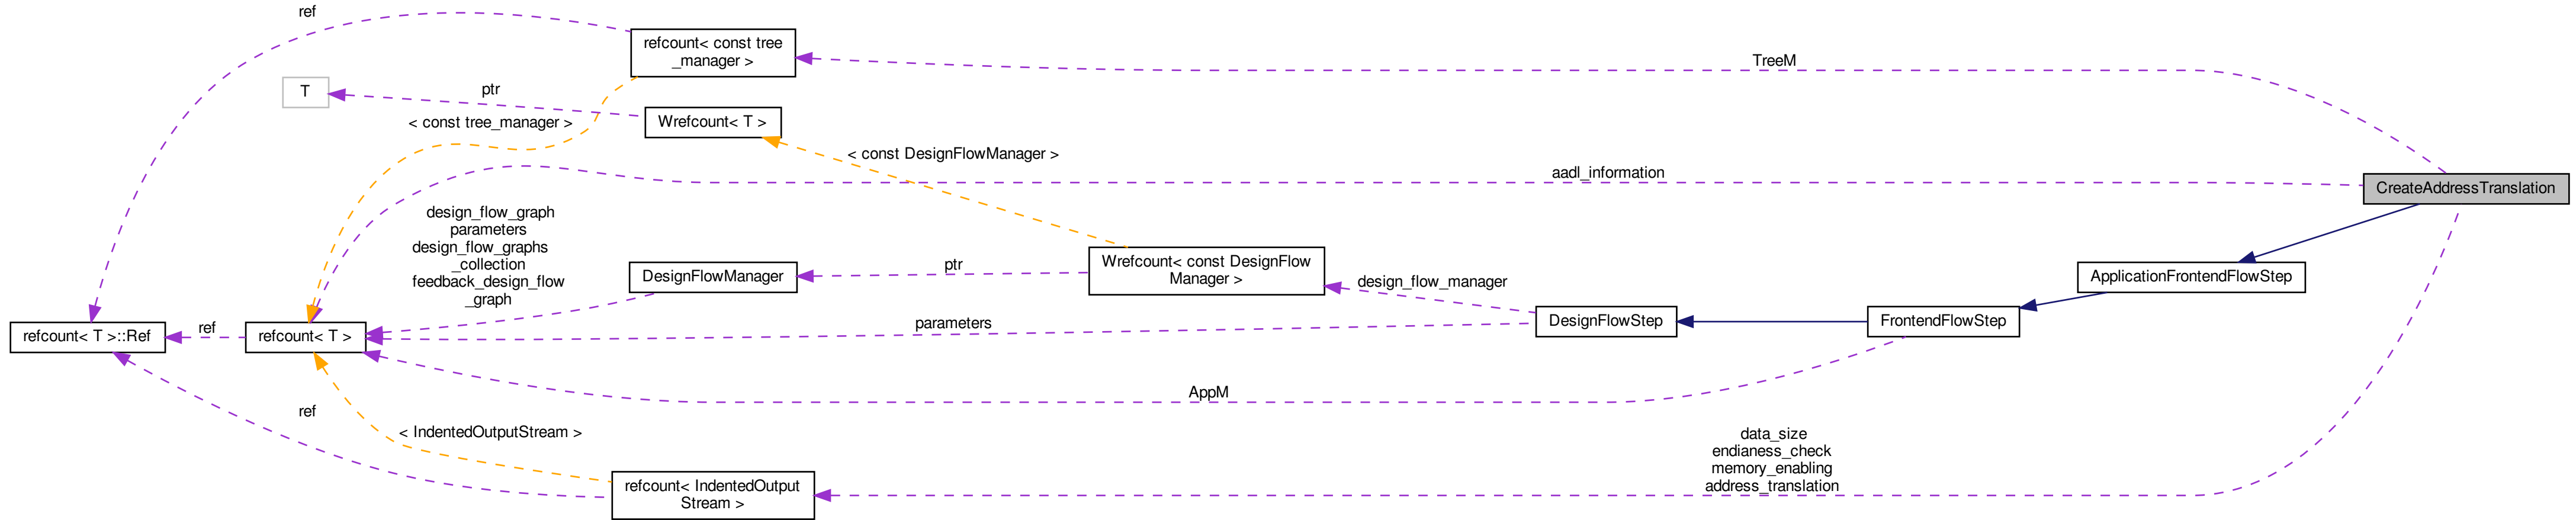 ref
refcount< const tree
_manager >
TreeM
T
ptr
Wrefcount< T >
< const tree_manager >
< const DesignFlowManager >
aadl_information
CreateAddressTranslation
design_flow_graph
parameters
design_flow_graphs
_collection
feedback_design_flow
_graph
DesignFlowManager
ptr
Wrefcount< const DesignFlow
Manager >
design_flow_manager
ApplicationFrontendFlowStep
refcount< T >::Ref
ref
refcount< T >
parameters
DesignFlowStep
FrontendFlowStep
AppM
ref
< IndentedOutputStream >
refcount< IndentedOutput
Stream >
data_size
endianess_check
memory_enabling
address_translation